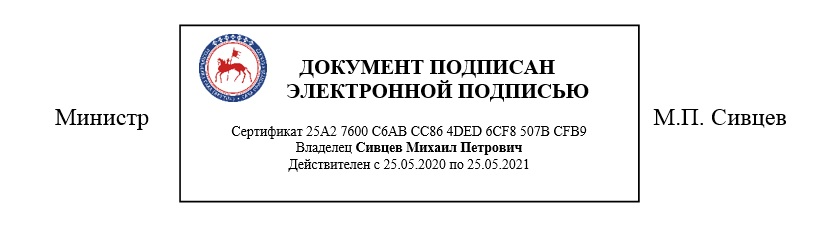 ДОКУМЕНТ ПОДПИСАН
ЭЛЕКТРОННОЙ ПОДПИСЬЮ
Министр
М.П. Сивцев
Сертификат 25A2 7600 C6AB CC86 4DED 6CF8 507B CFB9
Владелец Сивцев Михаил Петрович
Действителен с 25.05.2020 по 25.05.2021